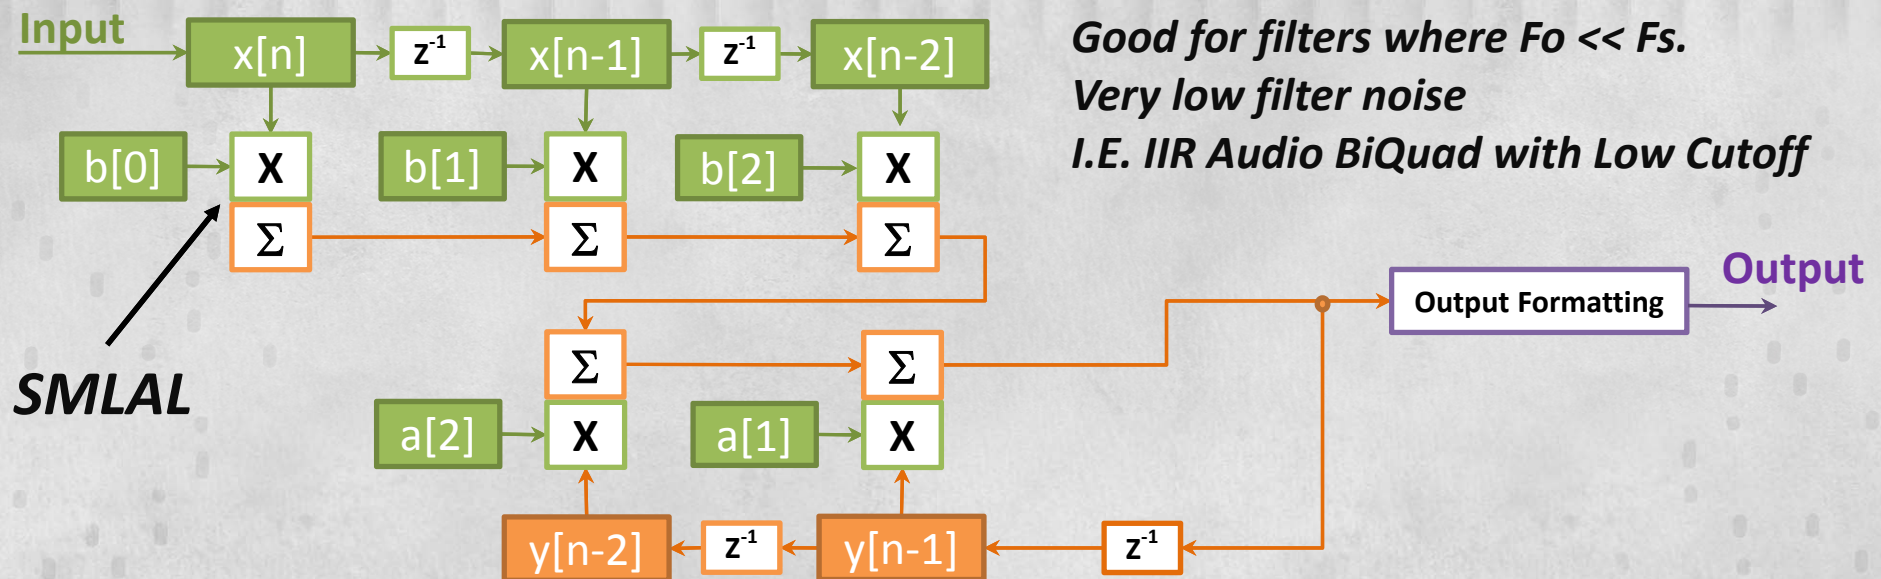 Input
x[n]
z-1
x[n-1]
z-1
x[n-2]
Good for filters where Fo << Fs.
Very low filter noise
I.E. IIR Audio BiQuad with Low Cutoff
b[0]
X
b[1]
X
b[2]
X
Σ
Σ
Σ
Output
Output Formatting
Σ
Σ
SMLAL
a[2]
X
a[1]
X
y[n-2]
z-1
y[n-1]
z-1